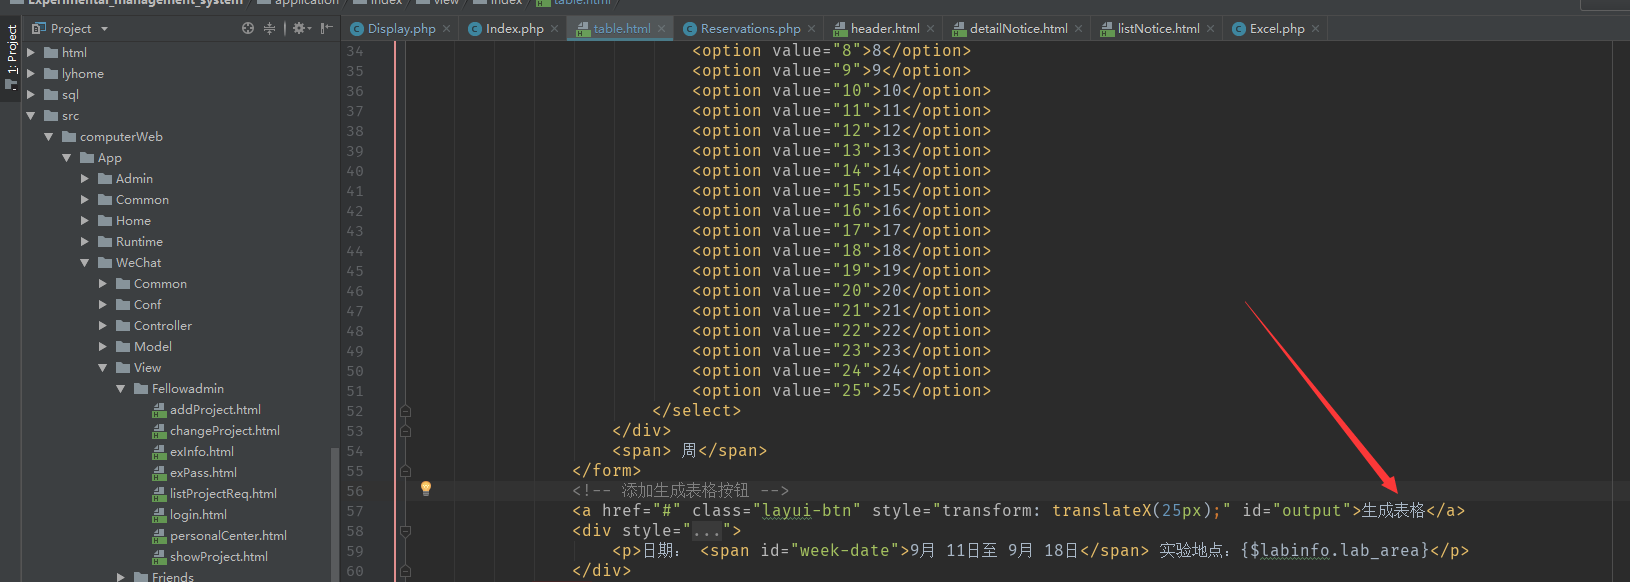 Experimental_management_system application index view index table.html
Project
Display.php Index.php table.html Reservations.php header.html detailNotice.html listNotice.html Excel.php
1: Project
html
lyhome
sql
src
computerWeb
App
Admin
Common
Home
Runtime
WeChat
Common
Conf
Controller
Model
View
Fellowadmin
addProject.html
changeProject.html
exInfo.html
exPass.html
listProjectReq.html
login.html
personalCenter.html
showProject.html
Friends
34 <option value="8">8</option>
35 <option value="9">9</option>
36 <option value="10">10</option>
37 <option value="11">11</option>
38 <option value="12">12</option>
39 <option value="13">13</option>
40 <option value="14">14</option>
41 <option value="15">15</option>
42 <option value="16">16</option>
43 <option value="17">17</option>
44 <option value="18">18</option>
45 <option value="19">19</option>
46 <option value="20">20</option>
47 <option value="21">21</option>
48 <option value="22">22</option>
49 <option value="23">23</option>
50 <option value="24">24</option>
51 <option value="25">25</option>
52 </select>
53 </div>
54 <span> 周</span>
55 </form>
56 <!-- 添加生成表格按钮 -->
57 <a href="#" class="layui-btn" style="transform: translateX(25px);" id="output">生成表格</a>
58 <div style="...">
59 <p>日期： <span id="week-date">9月 11日至 9月 18日</span> 实验地点：{$labinfo.lab_area}</p>
60 </div>